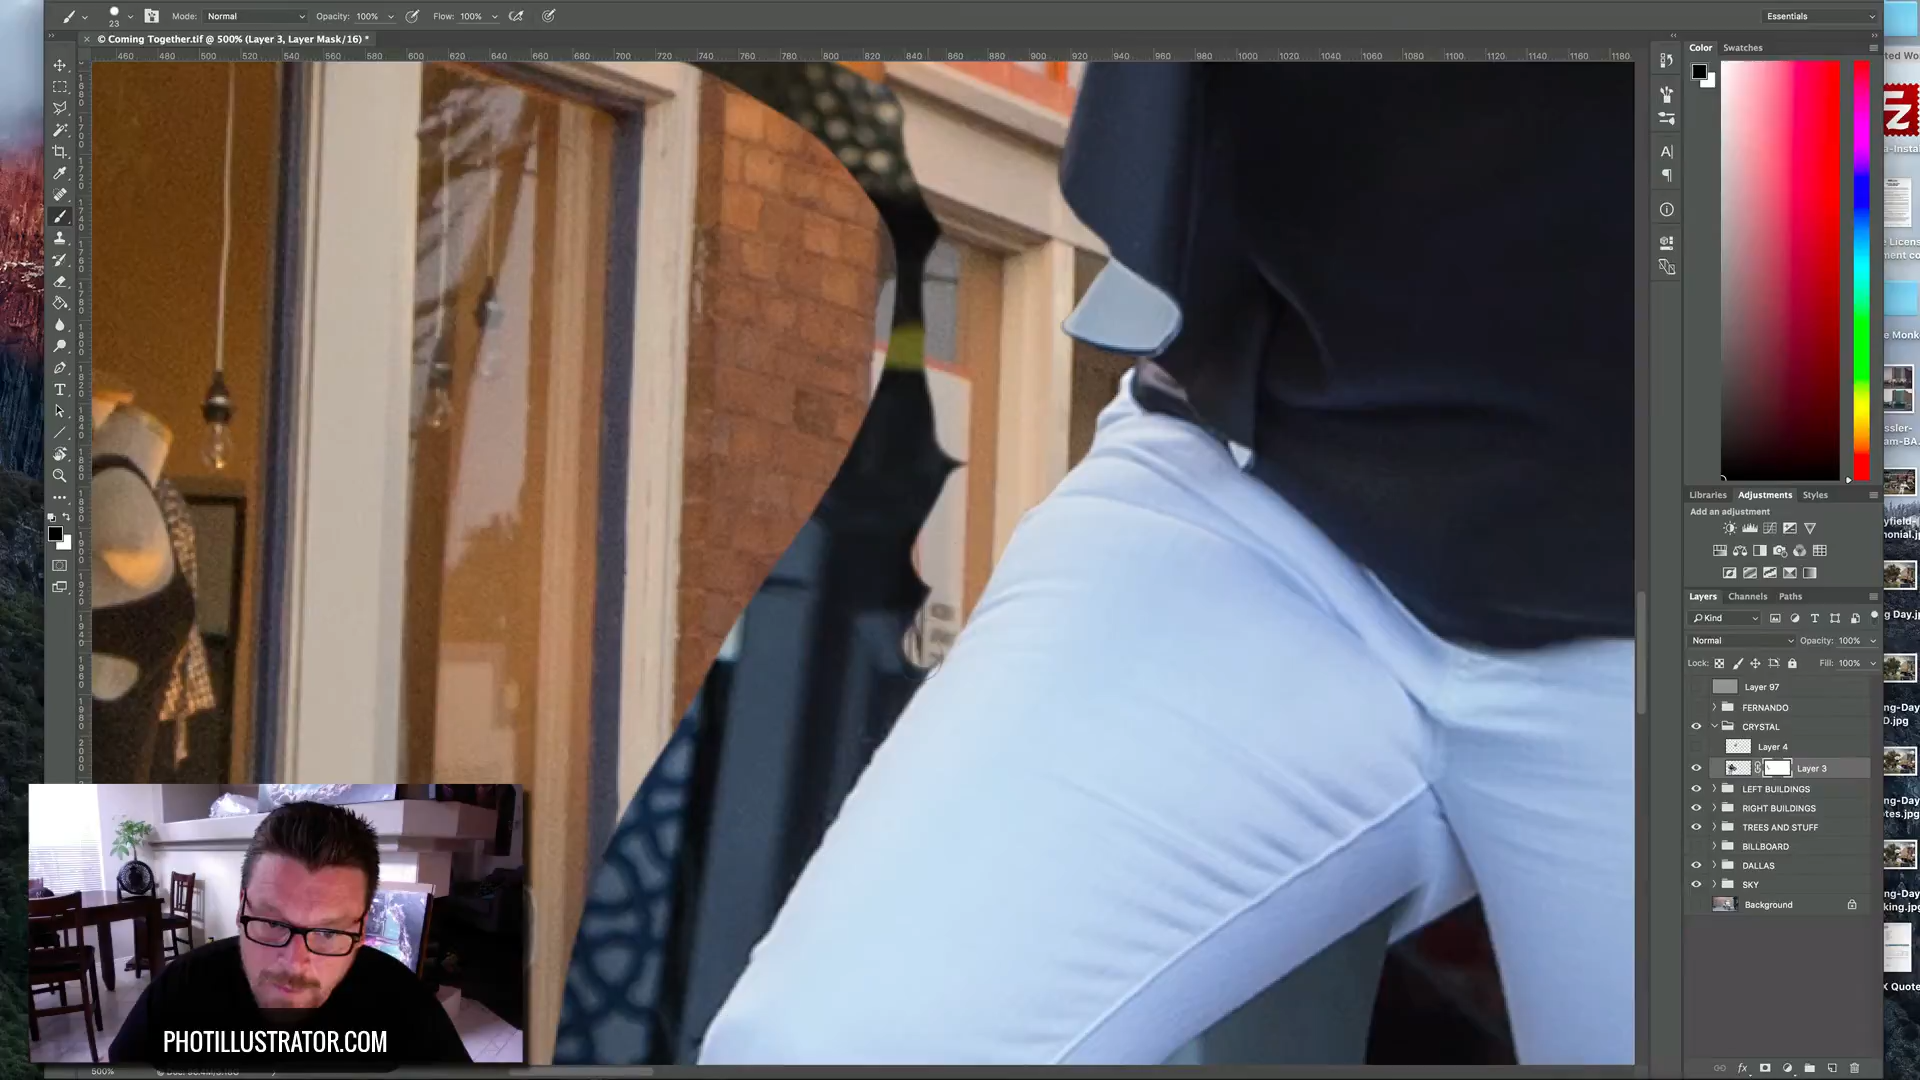 23
Mode: Normal
Opacity: 100%
Flow: 100%
Essentials
© Coming Together.tif @ 500% (Layer 3, Layer Mask/16) *
460 480 500 520 540 560 580 600 620 640 660 680 700 720 740 760 780 800 820 840 860 880 900 920 940 960 980 1000 1020 1040 1060 1080 1100 1120 1140 1160 1180
Color
Swatches
Libraries
Adjustments
Styles
Add an adjustment
Layers
Channels
Paths
Kind
Normal
Opacity: 100%
Lock:
Fill: 100%
Layer 97
FERNANDO
CRYSTAL
Layer 4
Layer 3
LEFT BUILDINGS
RIGHT BUILDINGS
TREES AND STUFF
BILLBOARD
DALLAS
SKY
Background
PHOTILLUSTRATOR.COM
500%